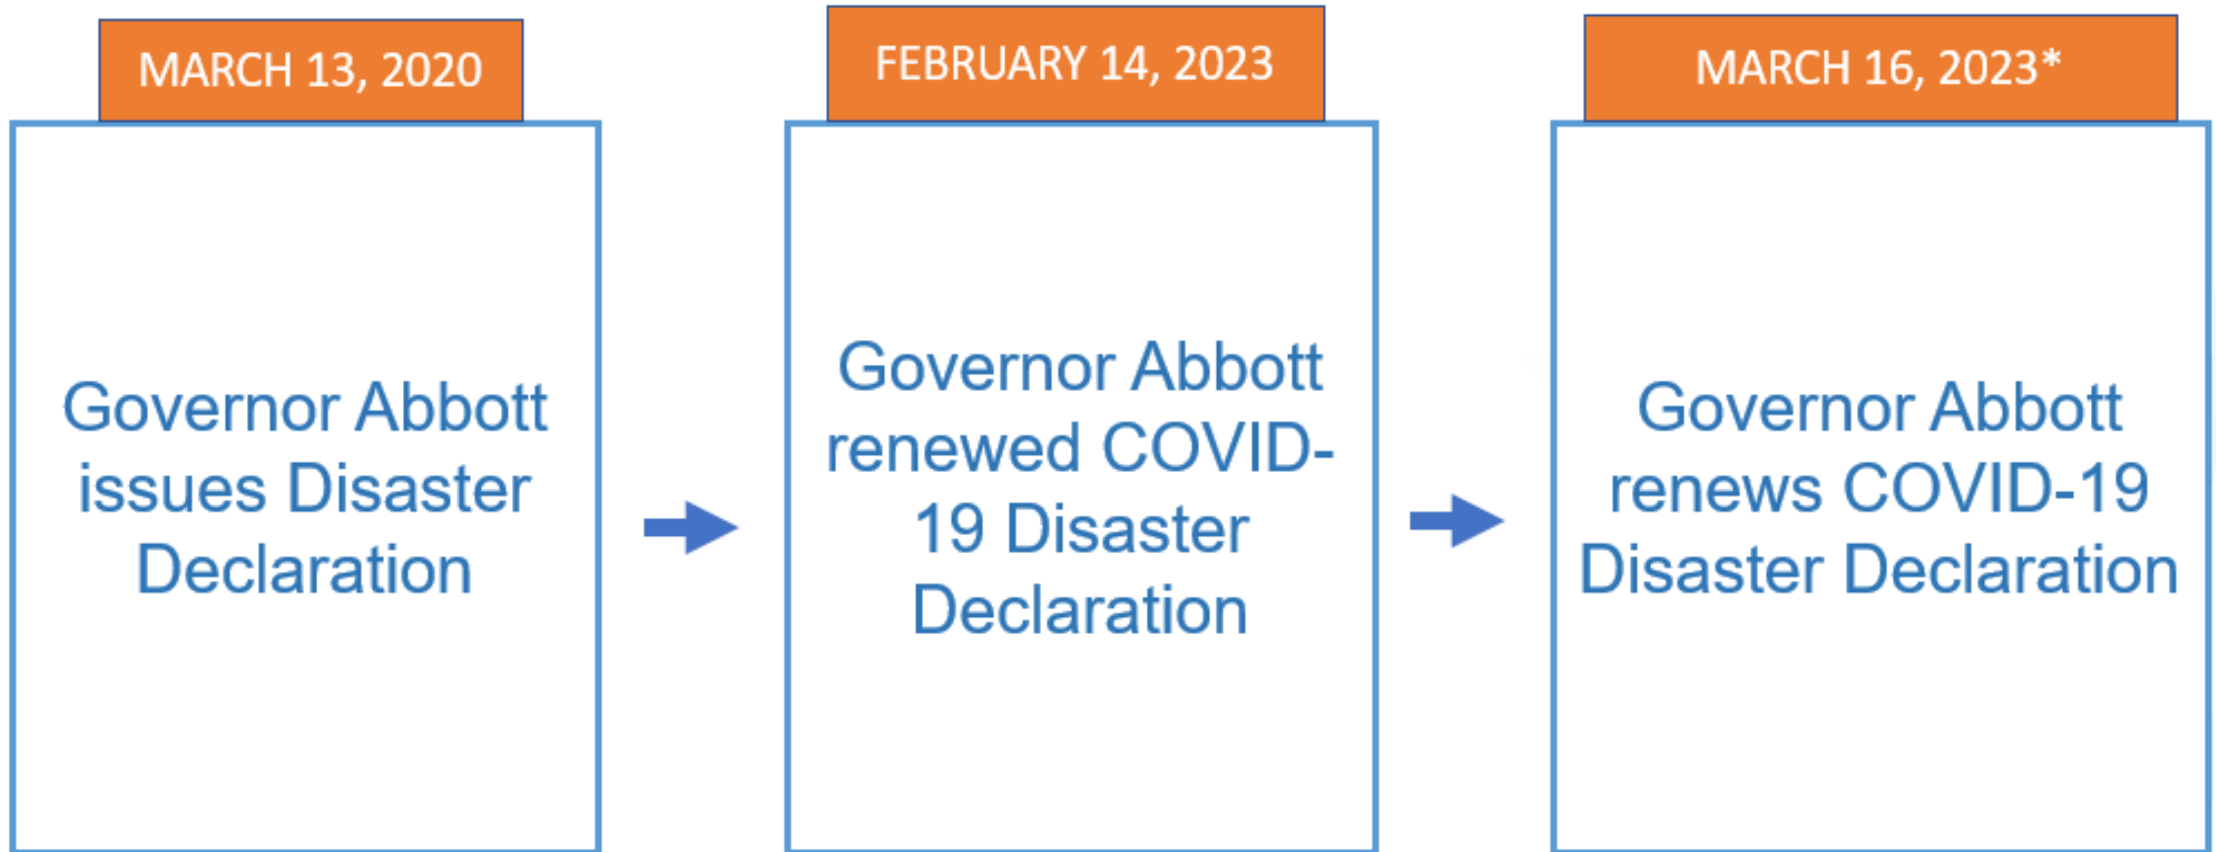 MARCH 13, 2020
Governor Abbott
issues Disaster
Declaration
FEBRUARY 14, 2023
Governor Abbott
renewed COVID-
19 Disaster
Declaration
MARCH 16, 2023*
Governor Abbott
renews COVID-19
Disaster Declaration